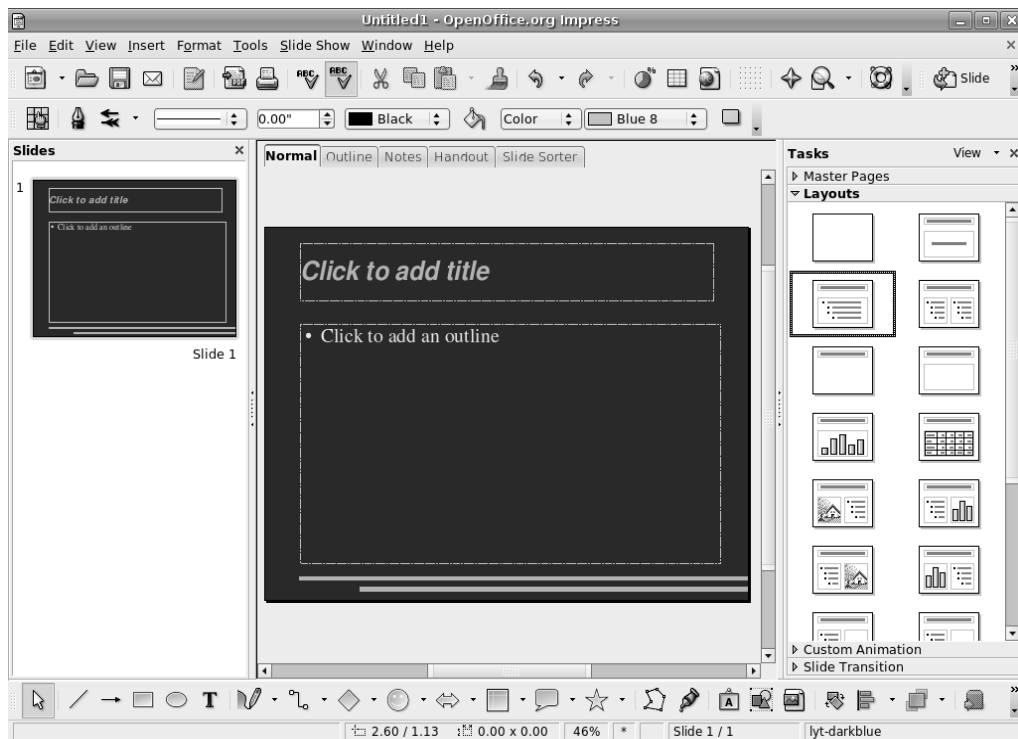 Untitled1 - OpenOffice.org Impress
File Edit View Insert Format Tools Slide Show Window Help
ABC ABC Slide
0.00" Black Color Blue 8
Slides
Normal Outline Notes Handout Slide Sorter
Tasks View
Master Pages
Layouts
1
Click to add title
Click to add an outline
Slide 1
Click to add title
• Click to add an outline
Custom Animation
Slide Transition
T
A
2.60 / 1.13 0.00 x 0.00 46% * Slide 1 / 1 lyt-darkblue